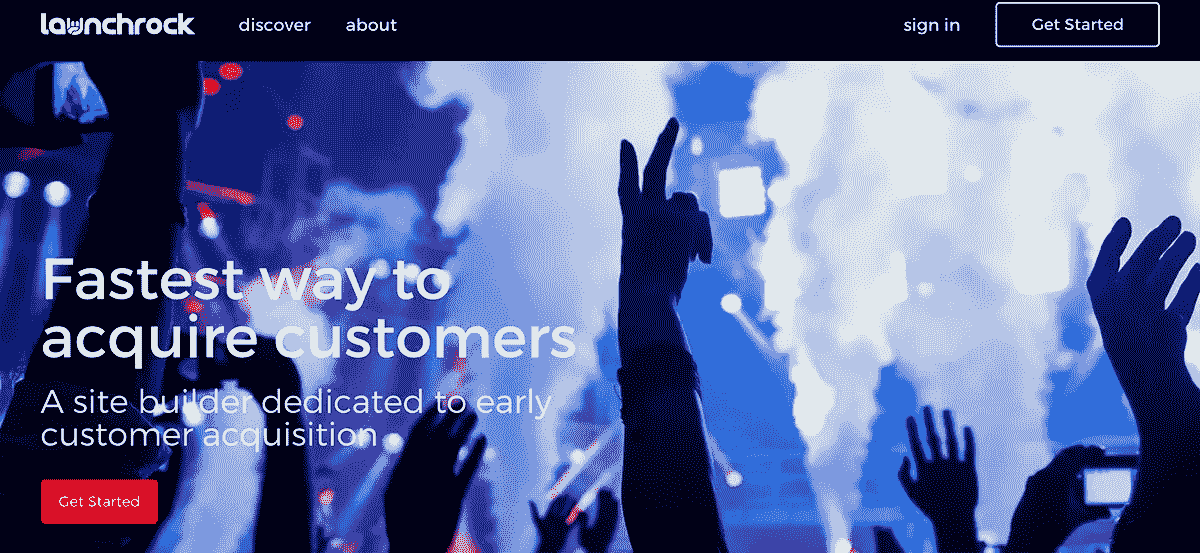 launchrock
discover
about
sign in
Get Started
Fastest way to
acquire customers
A site builder dedicated to early
customer acquisition
Get Started